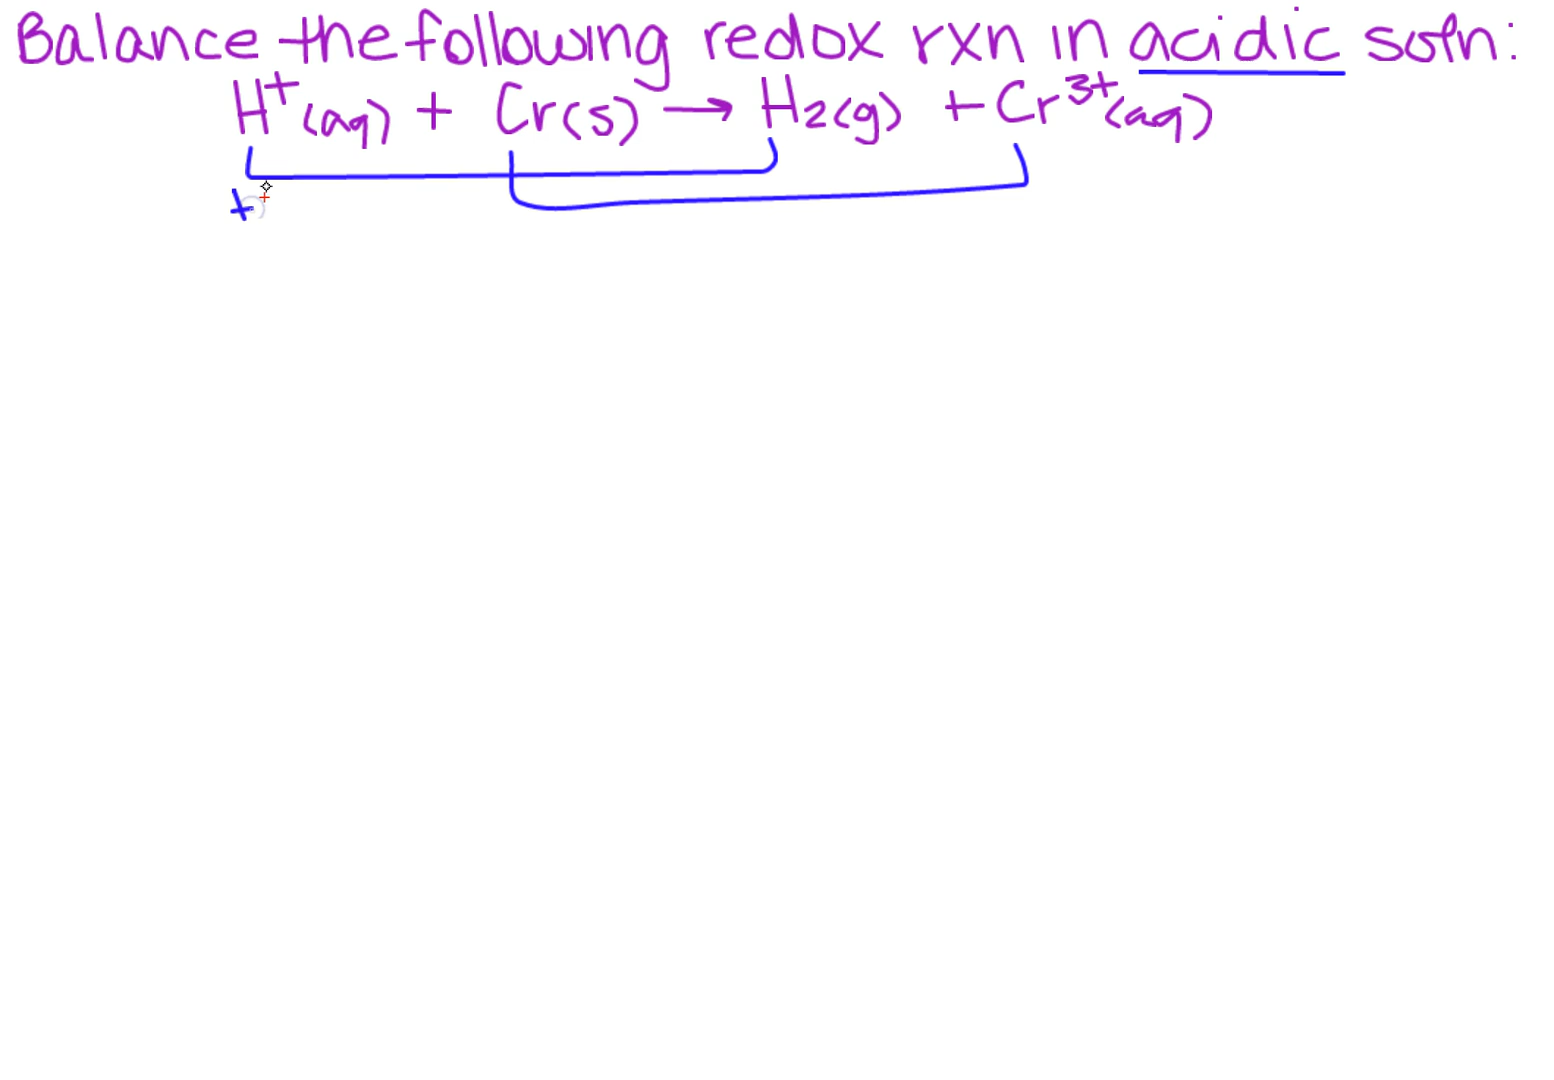 Balance the following redox rxn in acidic soln:
H⁺(aq) + Cr(s) → H₂(g) + Cr³⁺(aq)
+